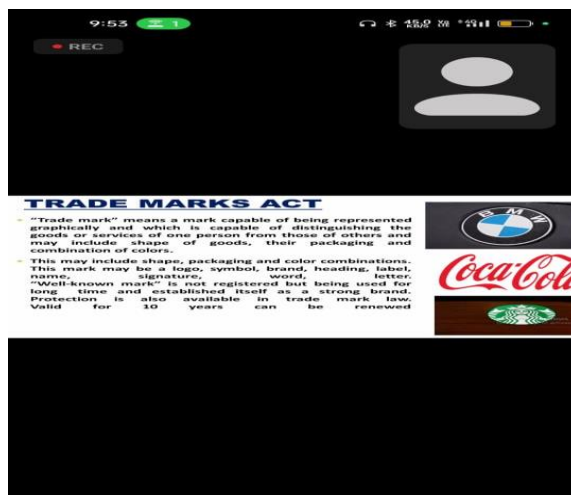 9:53 1 45.0 KB/S
REC
TRADE MARKS ACT
"Trade mark" means a mark capable of being represented
graphically and which is capable of distinguishing the
goods or services of one person from those of others and
may include shape of goods, their packaging and
combination of colors.
This may include shape, packaging and color combinations.
This mark may be a logo, symbol, brand, heading, label,
name, signature, word, letter.
"Well-known mark" is not registered but being used for
long time and established itself as a strong brand.
Protection is also available in trade mark law.
Valid for 10 years can be renewed
BMW
Coca-Cola